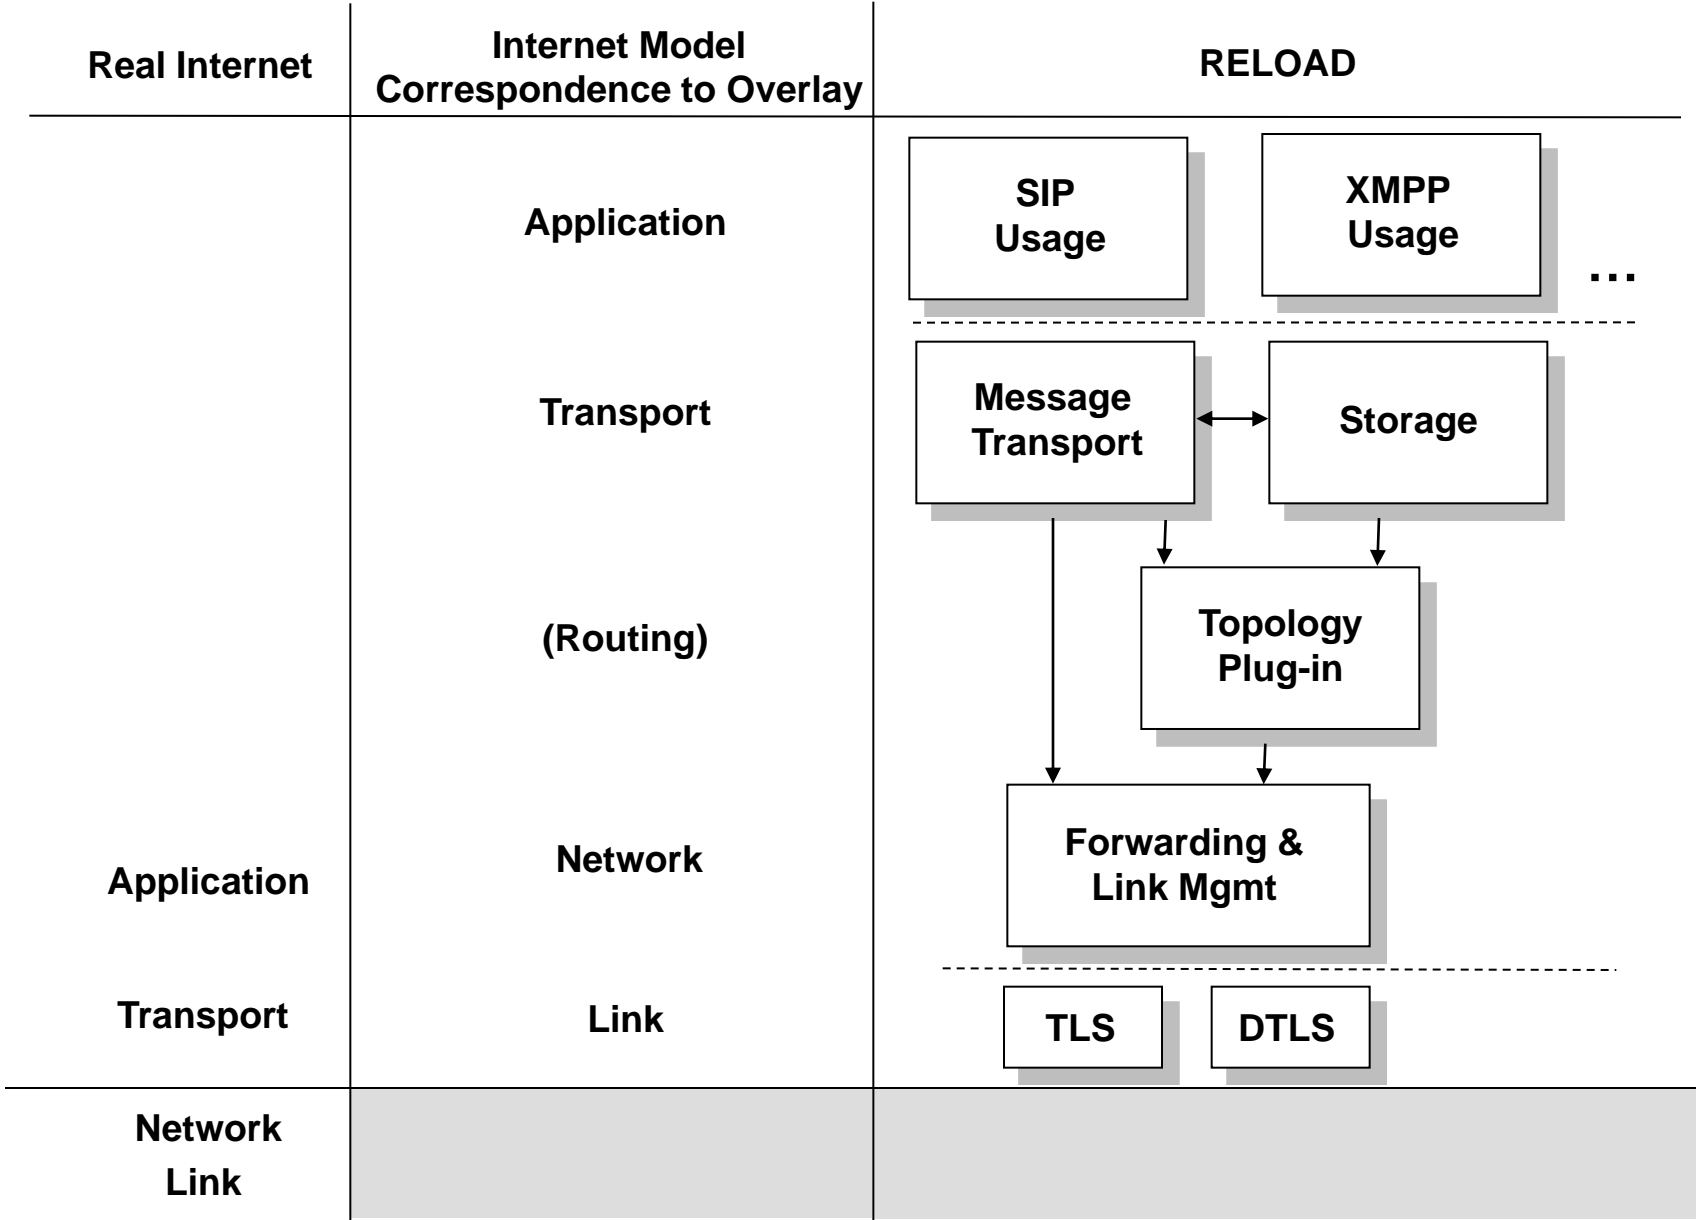 Real Internet
Internet Model
Correspondence to Overlay
RELOAD
Application
SIP
Usage
XMPP
Usage
...
Transport
Message
Transport
Storage
(Routing)
Topology
Plug-in
Application
Network
Forwarding &
Link Mgmt
Transport
Link
TLS
DTLS
Network
Link